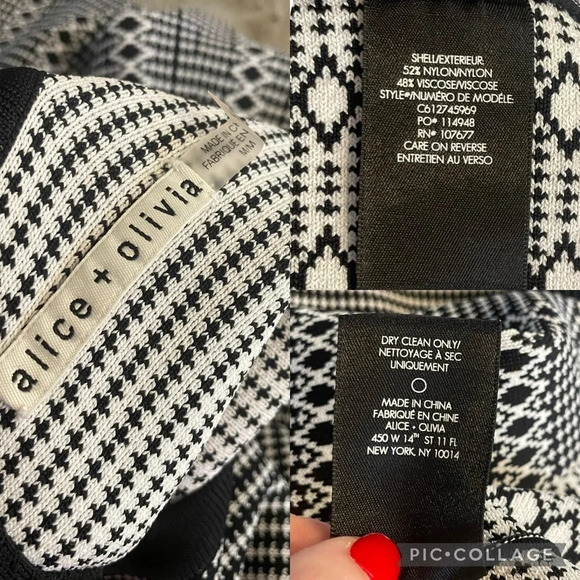 alice + olivia
MADE IN CH
FABRIQUÉ EN
M/M
SHELL/EXTERIEUR:
52% NYLON/NYLON
48% VISCOSE/VISCOSE
STYLE#/NUMÉRO DE MODÈLE:
C612745969
PO# 114948
RN# 107677
CARE ON REVERSE
ENTRETIEN AU VERSO
DRY CLEAN ONLY/
NETTOYAGE À SEC
UNIQUEMENT
MADE IN CHINA
FABRIQUÉ EN CHINE
ALICE + OLIVIA
450 W 14TH ST 11 FL
NEW YORK, NY 10014
PIC•COLLAGE